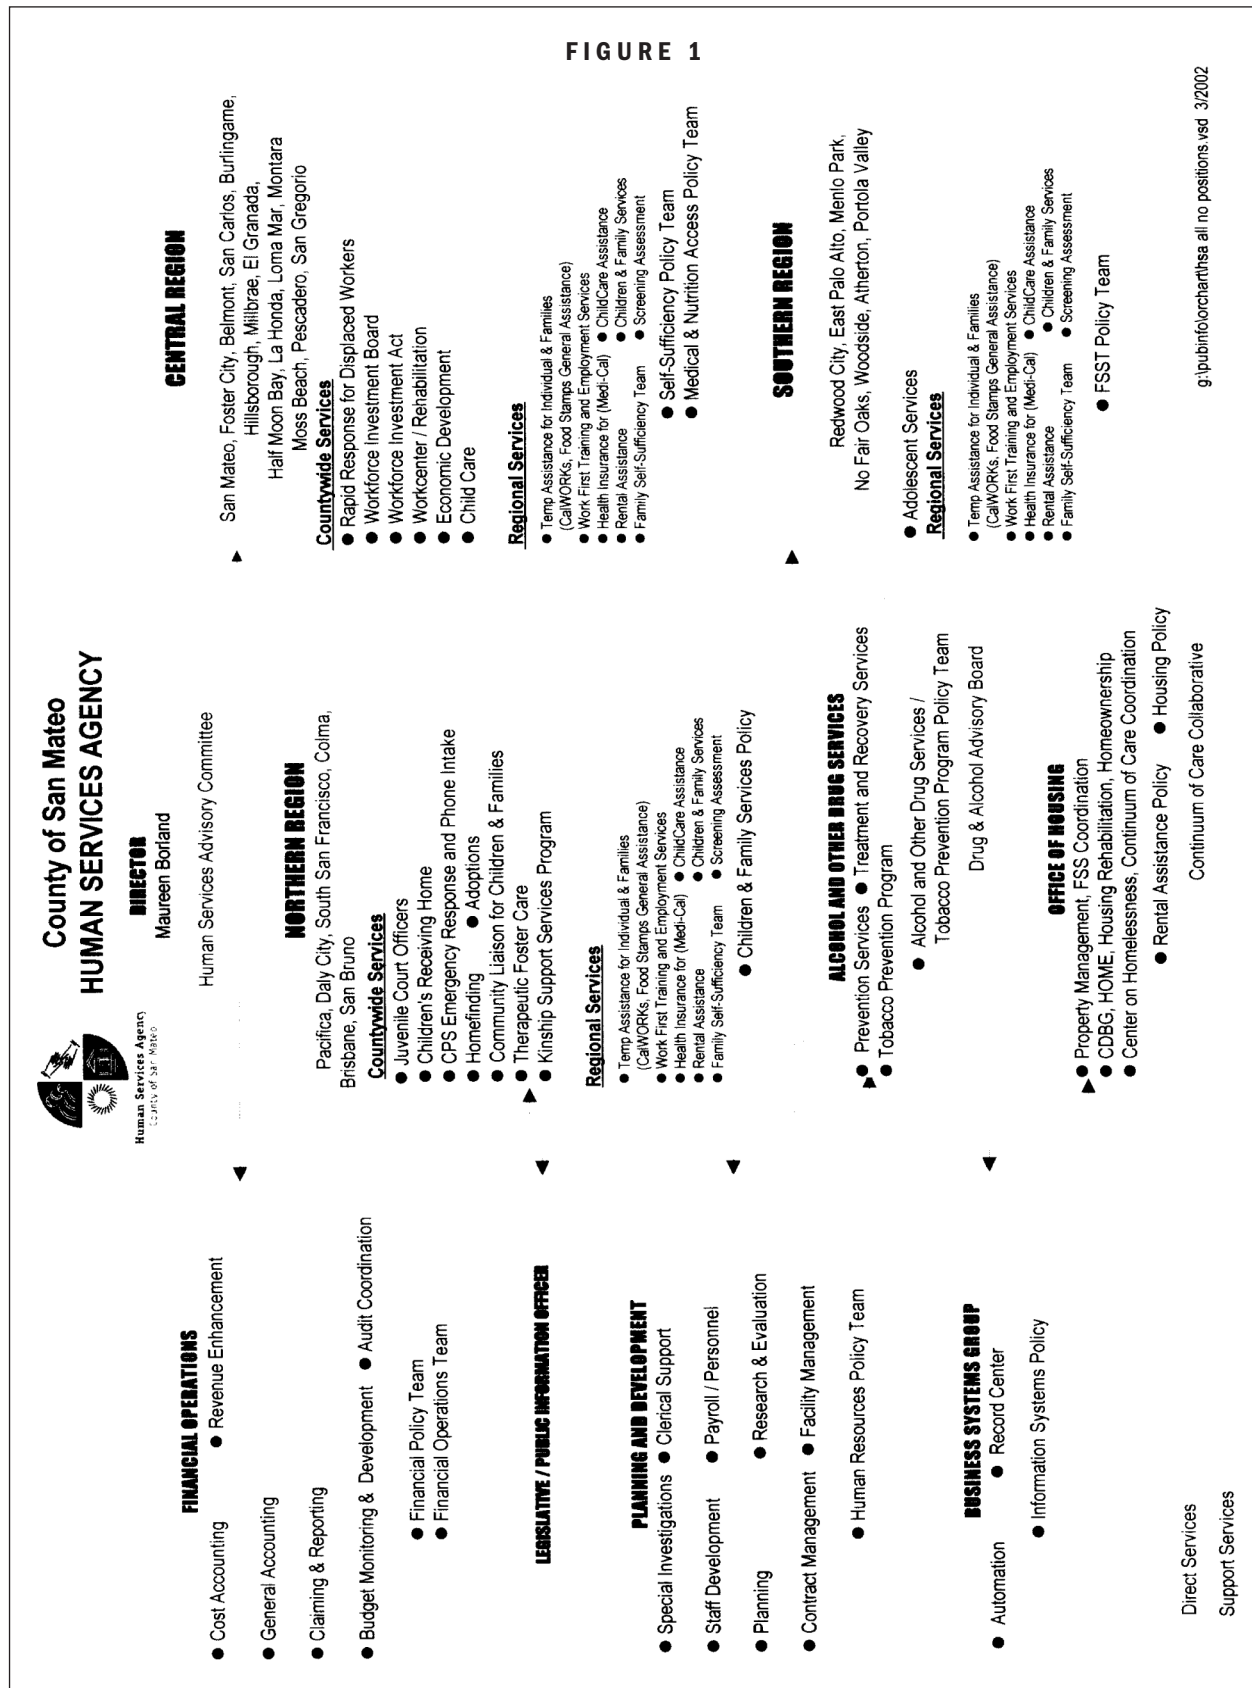 FIGURE 1
County of San Mateo
HUMAN SERVICES AGENCY
Human Services Agency
County of San Mateo
DIRECTOR
Maureen Borland
Human Services Advisory Committee
FINANCIAL OPERATIONS
● Cost Accounting ● Revenue Enhancement
● General Accounting
● Claiming & Reporting
● Budget Monitoring & Development ● Audit Coordination
● Financial Policy Team
● Financial Operations Team
LEGISLATIVE / PUBLIC INFORMATION OFFICER
PLANNING AND DEVELOPMENT
● Special Investigations ● Clerical Support
● Staff Development ● Payroll / Personnel
● Planning ● Research & Evaluation
● Contract Management ● Facility Management
● Human Resources Policy Team
BUSINESS SYSTEMS GROUP
● Automation ● Record Center
● Information Systems Policy
Direct Services
Support Services
NORTHERN REGION
Pacifica, Daly City, South San Francisco, Colma,
Brisbane, San Bruno
Countywide Services
● Juvenile Court Officers
● Children's Receiving Home
● CPS Emergency Response and Phone Intake
● Homefinding ● Adoptions
● Community Liaison for Children & Families
● Therapeutic Foster Care
● Kinship Support Services Program
Regional Services
● Temp Assistance for Individual & Families
(CalWORKs, Food Stamps General Assistance)
● Work First Training and Employment Services
● Health Insurance for (Medi-Cal) ● ChildCare Assistance
● Rental Assistance ● Children & Family Services
● Family Self-Sufficiency Team ● Screening Assessment
● Children & Family Services Policy
ALCOHOL AND OTHER DRUG SERVICES
● Prevention Services ● Treatment and Recovery Services
● Tobacco Prevention Program
● Alcohol and Other Drug Services /
Tobacco Prevention Program Policy Team
Drug & Alcohol Advisory Board
OFFICE OF HOUSING
● Property Management, FSS Coordination
● CDBG, HOME, Housing Rehabilitation, Homeownership
● Center on Homelessness, Continuum of Care Coordination
● Rental Assistance Policy ● Housing Policy
Continuum of Care Collaborative
CENTRAL REGION
San Mateo, Foster City, Belmont, San Carlos, Burlingame,
Hillsborough, Millbrae, El Granada,
Half Moon Bay, La Honda, Loma Mar, Montara
Moss Beach, Pescadero, San Gregorio
Countywide Services
● Rapid Response for Displaced Workers
● Workforce Investment Board
● Workforce Investment Act
● Workcenter / Rehabilitation
● Economic Development
● Child Care
Regional Services
● Temp Assistance for Individual & Families
(CalWORKs, Food Stamps General Assistance)
● Work First Training and Employment Services
● Health Insurance for (Medi-Cal) ● ChildCare Assistance
● Rental Assistance ● Children & Family Services
● Family Self-Sufficiency Team ● Screening Assessment
● Self-Sufficiency Policy Team
● Medical & Nutrition Access Policy Team
SOUTHERN REGION
Redwood City, East Palo Alto, Menlo Park,
No Fair Oaks, Woodside, Atherton, Portola Valley
● Adolescent Services
Regional Services
● Temp Assistance for Individual & Families
(CalWORKs, Food Stamps General Assistance)
● Work First Training and Employment Services
● Health Insurance for (Medi-Cal) ● ChildCare Assistance
● Rental Assistance ● Children & Family Services
● Family Self-Sufficiency Team ● Screening Assessment
● FSST Policy Team
g:\pubinfo\orchart\hsa all no positions.vsd 3/2002